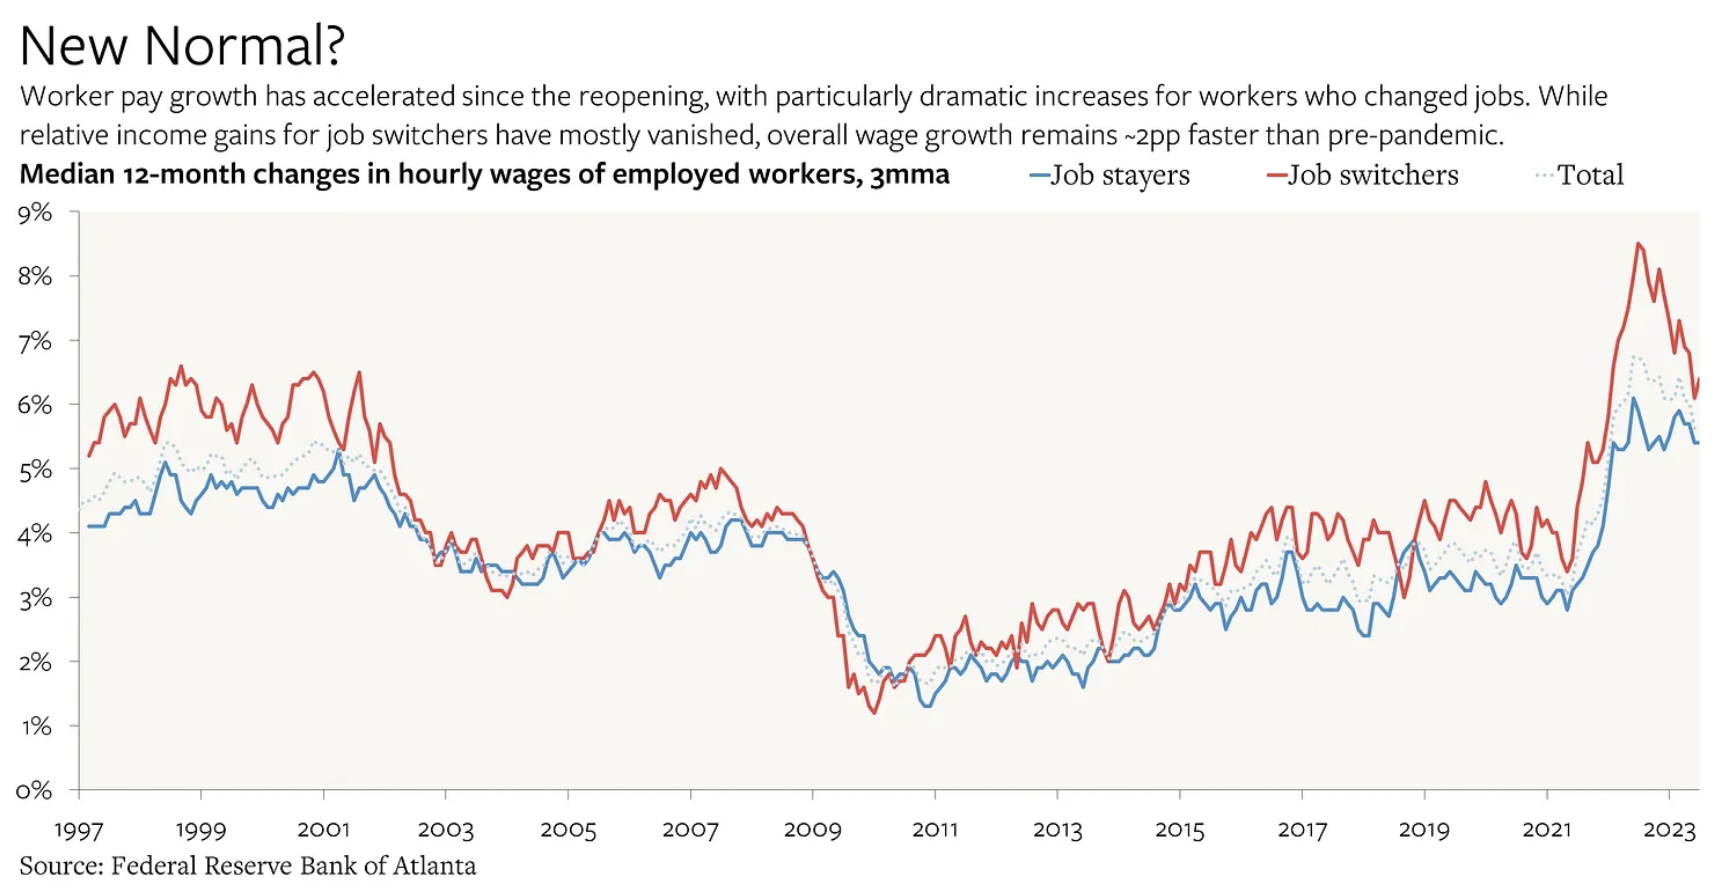 New Normal?
Worker pay growth has accelerated since the reopening, with particularly dramatic increases for workers who changed jobs. While
relative income gains for job switchers have mostly vanished, overall wage growth remains ~2pp faster than pre-pandemic.
Median 12-month changes in hourly wages of employed workers, 3mma
Job stayers
Job switchers
Total
9%
8%
7%
6%
5%
4%
3%
2%
1%
0%
1997 1999 2001 2003 2005 2007 2009 2011 2013 2015 2017 2019 2021 2023
Source: Federal Reserve Bank of Atlanta